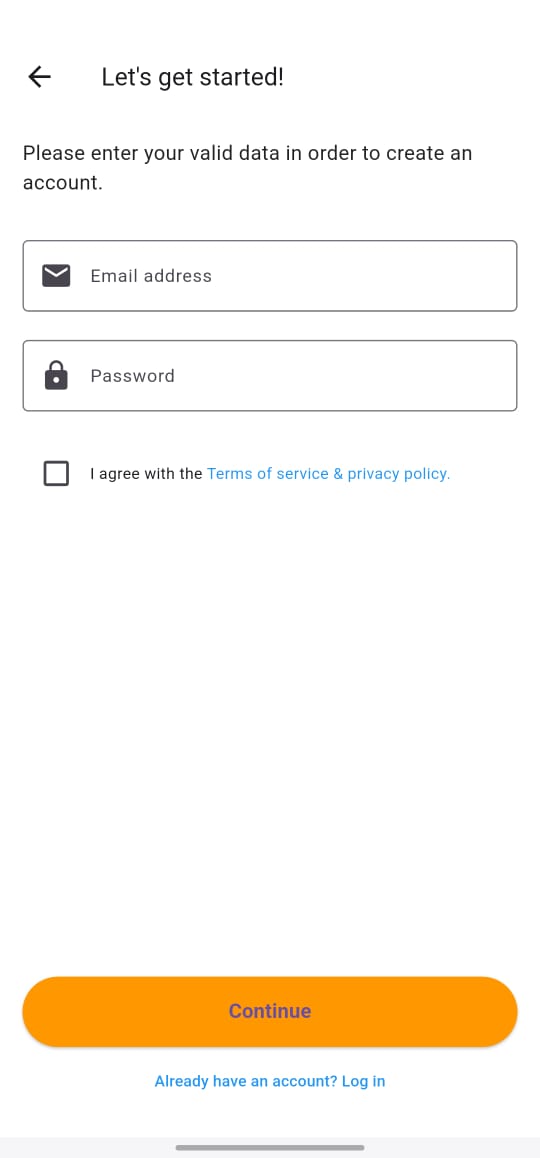 Let's get started!
Please enter your valid data in order to create an
account.
Email address
Password
I agree with the Terms of service & privacy policy.
Continue
Already have an account? Log in